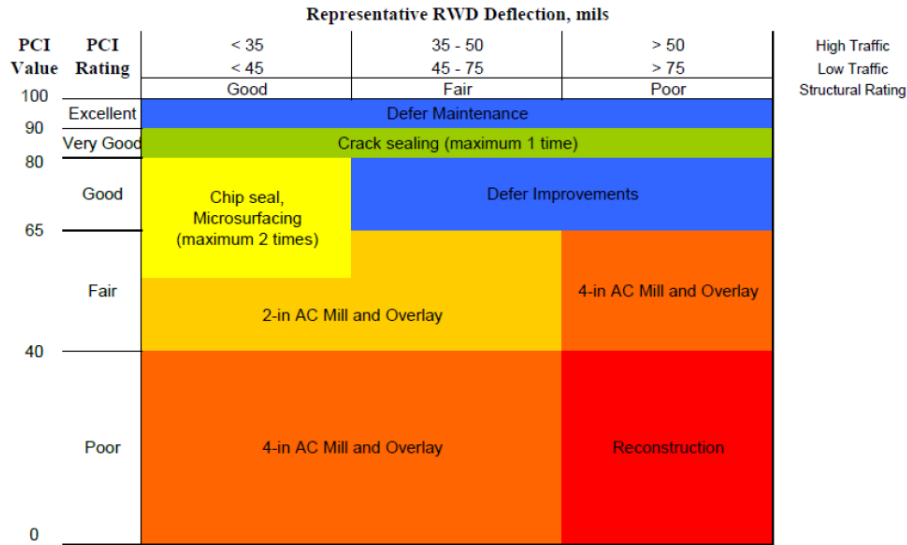 Representative RWD Deflection, mils
PCI Value PCI Rating < 35 35 - 50 > 50 High Traffic
< 45 45 - 75 > 75 Low Traffic
Good Fair Poor Structural Rating
100
Excellent Defer Maintenance
90
Very Good Crack sealing (maximum 1 time)
80
Good Chip seal,
Microsurfacing
(maximum 2 times)
Defer Improvements
65
Fair 2-in AC Mill and Overlay 4-in AC Mill and Overlay
40
Poor 4-in AC Mill and Overlay Reconstruction
0